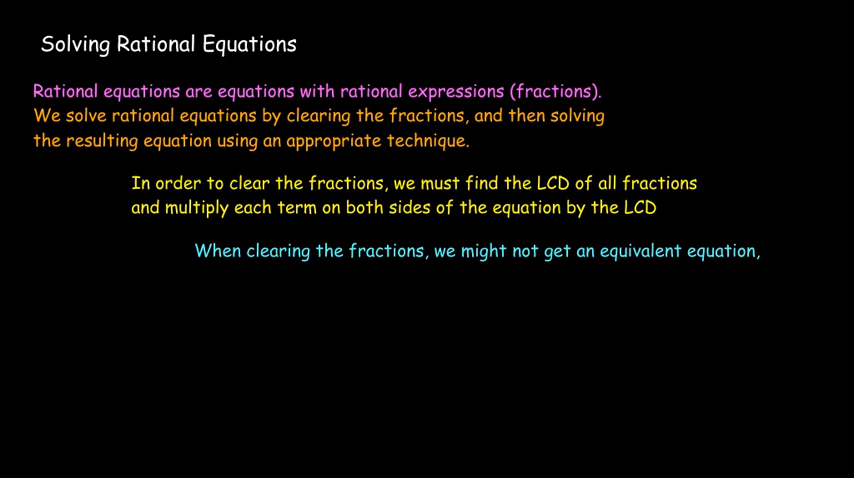 Solving Rational Equations
Rational equations are equations with rational expressions (fractions).
We solve rational equations by clearing the fractions, and then solving
the resulting equation using an appropriate technique.
In order to clear the fractions, we must find the LCD of all fractions
and multiply each term on both sides of the equation by the LCD
When clearing the fractions, we might not get an equivalent equation,